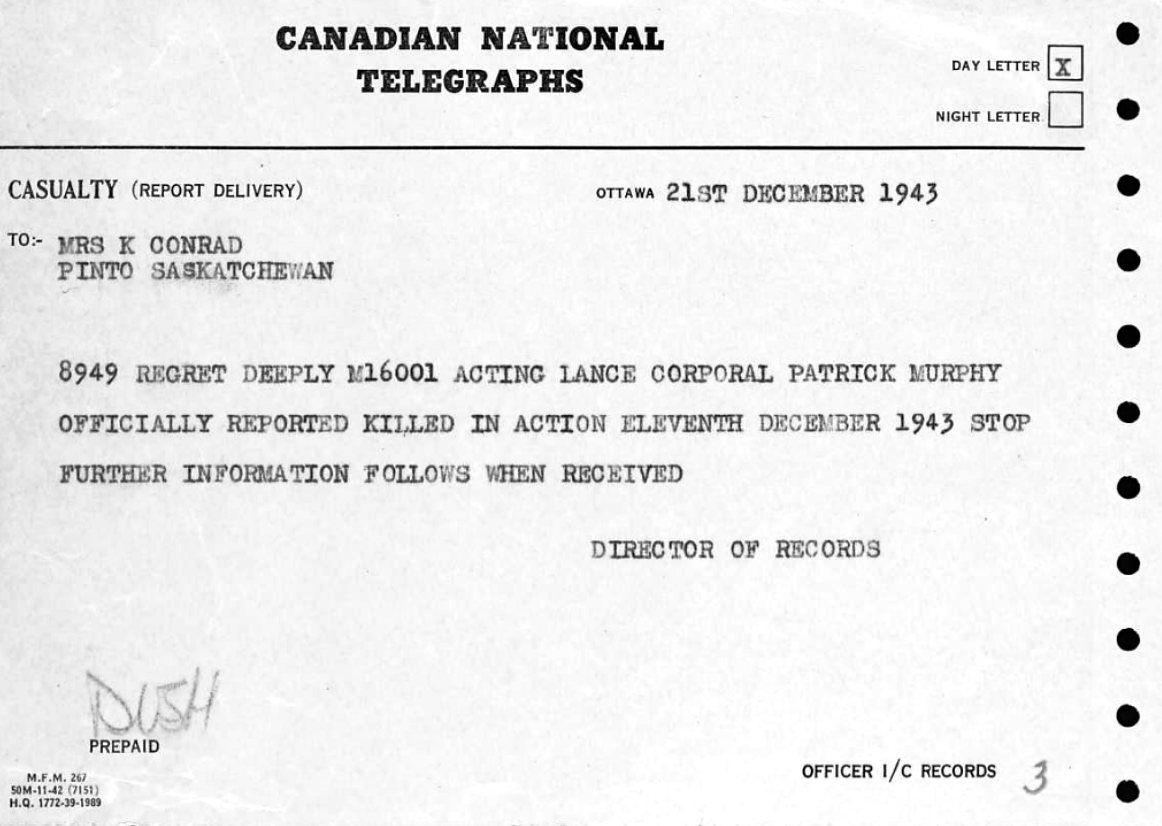 CANADIAN NATIONAL
TELEGRAPHS
DAY LETTER X
NIGHT LETTER
CASUALTY (REPORT DELIVERY)
OTTAWA 21ST DECEMBER 1943
TO:- MRS K CONRAD
PINTO SASKATCHEWAN
8949 REGRET DEEPLY M16001 ACTING LANCE CORPORAL PATRICK MURPHY
OFFICIALLY REPORTED KILLED IN ACTION ELEVENTH DECEMBER 1943 STOP
FURTHER INFORMATION FOLLOWS WHEN RECEIVED
DIRECTOR OF RECORDS
PREPAID
M.F.M. 267
50M-11-42 (7151)
H.Q. 1772-39-1989
OFFICER I/C RECORDS 3